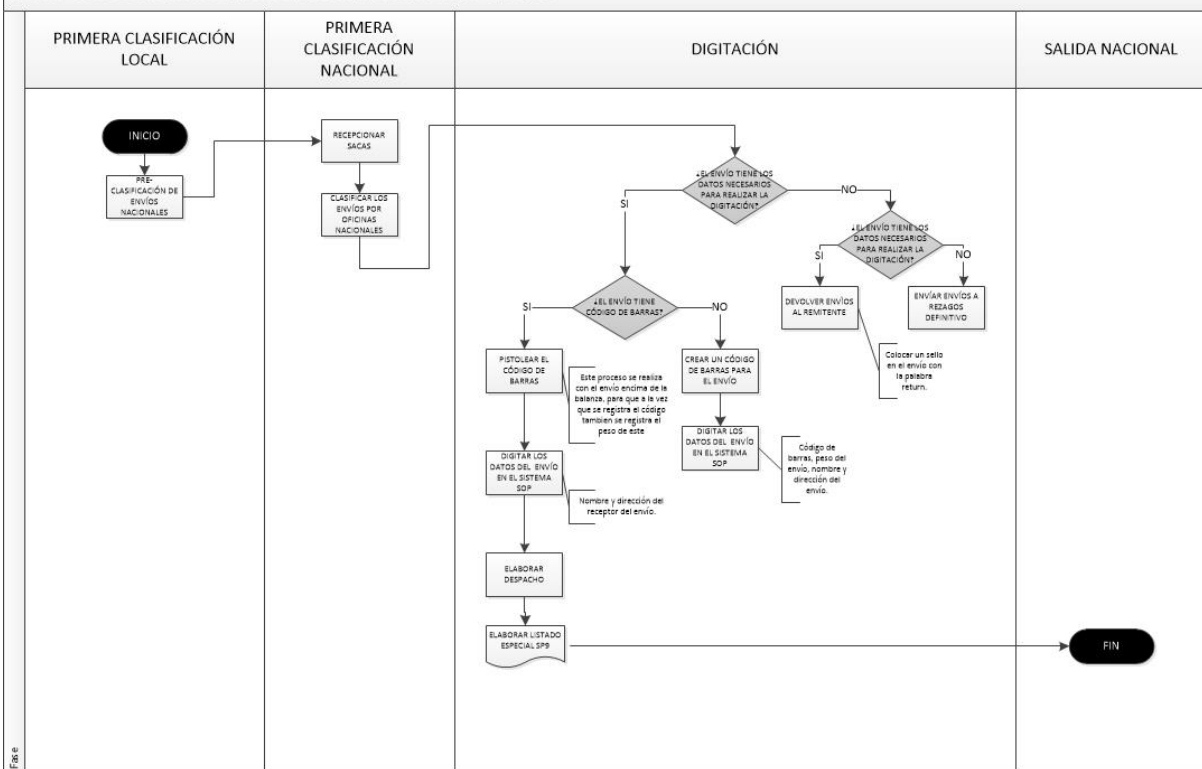 PRIMERA CLASIFICACIÓN
LOCAL
PRIMERA
CLASIFICACIÓN
NACIONAL
DIGITACIÓN
SALIDA NACIONAL
INICIO
PRE-
CLASIFICACIÓN DE
ENVÍOS
NACIONALES
RECEPCIONAR
SACAS
CLASIFICAR LOS
ENVÍOS POR
OFICINAS
NACIONALES
¿EL ENVÍO TIENE LOS
DATOS NECESARIOS
PARA REALIZAR LA
DIGITACIÓN?
SI
NO
¿EL ENVÍO TIENE LOS
DATOS NECESARIOS
PARA REALIZAR LA
DIGITACIÓN?
SI
NO
DEVOLVER ENVÍOS
AL REMITENTE
ENVÍAR ENVÍOS A
REZAGOS
DEFINITIVO
Colocar un sello
en el envío con
la palabra
return.
¿EL ENVÍO TIENE
CÓDIGO DE BARRAS?
SI
NO
PISTOLEAR EL
CÓDIGO DE
BARRAS
Este proceso se realiza
con el envío encima de la
balanza, para que a la vez
que se registra el código
tambien se registra el
peso de este
CREAR UN CÓDIGO
DE BARRAS PARA
EL ENVÍO
DIGITAR LOS
DATOS DEL ENVÍO
EN EL SISTEMA
SDP
Código de
barras, peso del
envío, nombre y
dirección del
envío.
DIGITAR LOS
DATOS DEL ENVÍO
EN EL SISTEMA
SDP
Nombre y dirección del
receptor del envío.
ELABORAR
DESPACHO
ELABORAR LISTADO
ESPECIAL SP9
FIN
Fase